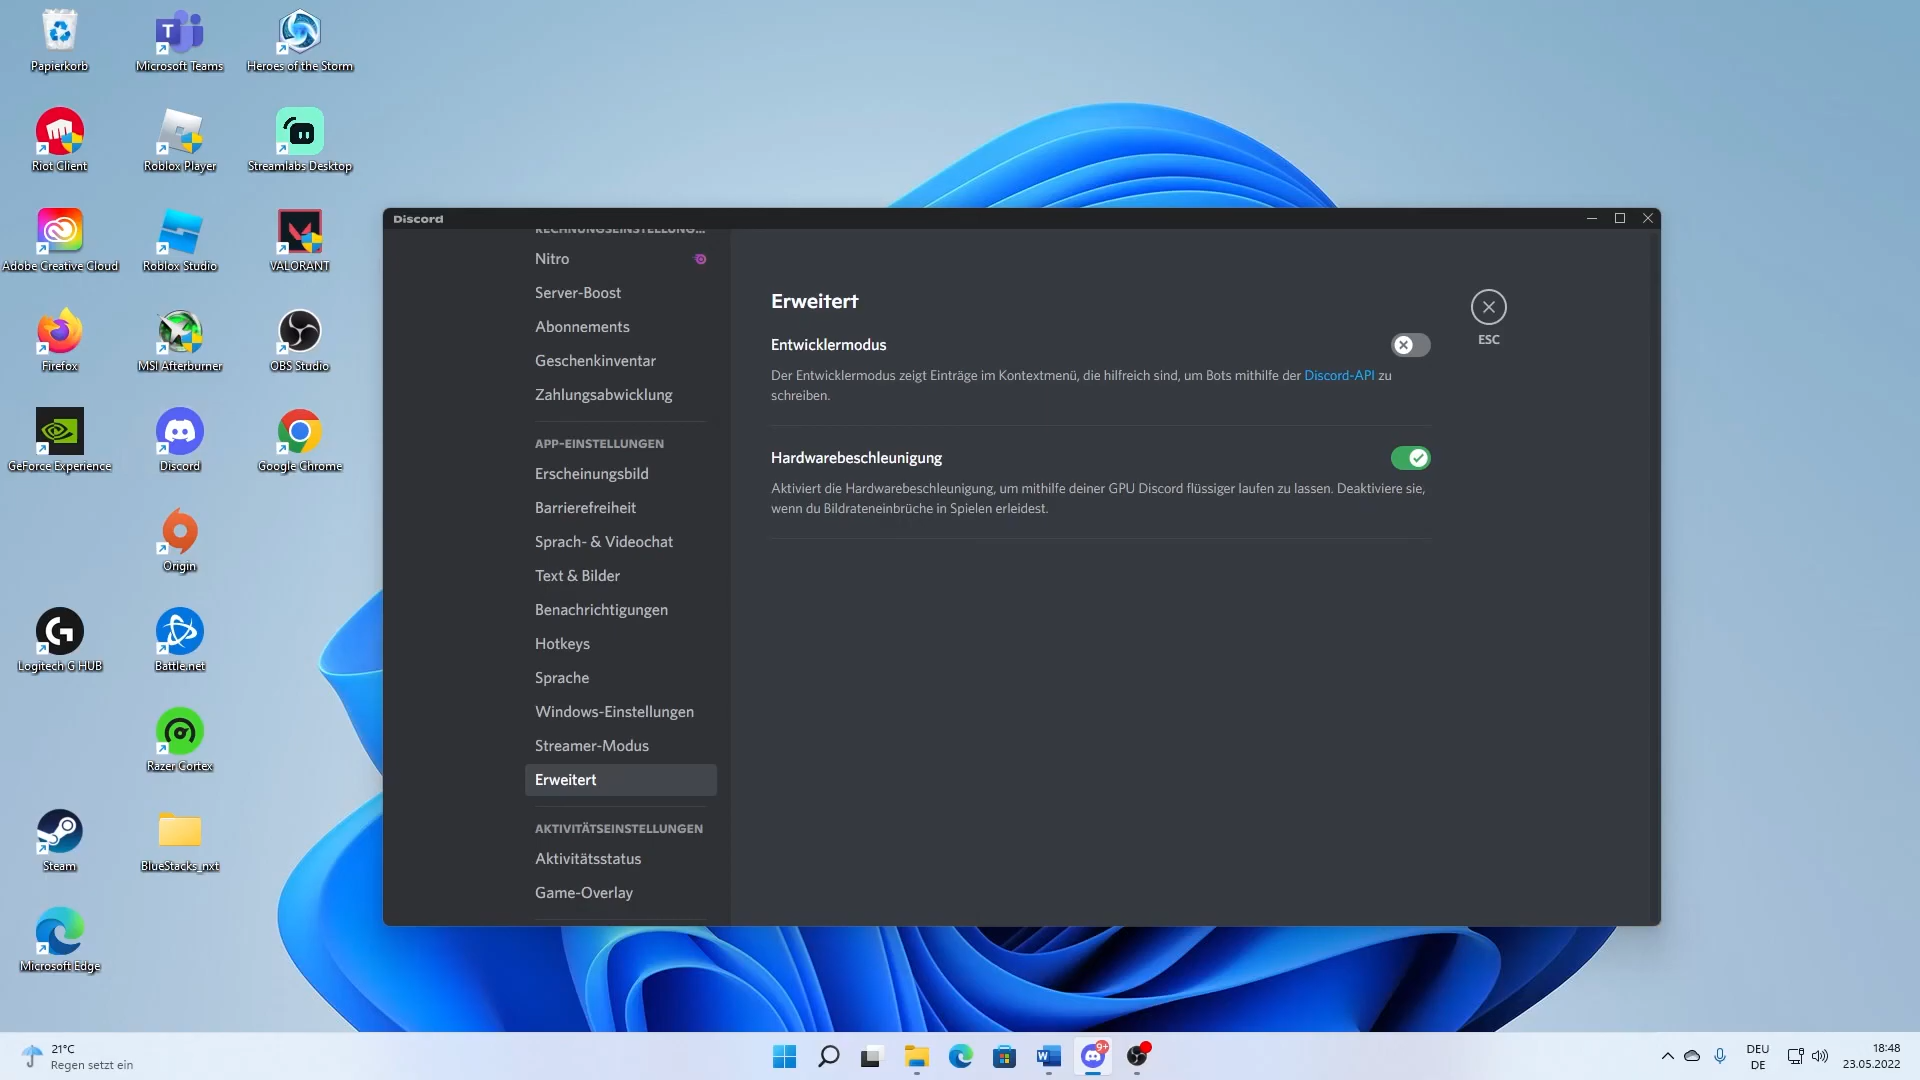 Papierkorb
Microsoft Teams
Heroes of the Storm
Riot Client
Roblox Player
Streamlabs Desktop
Adobe Creative Cloud
Roblox Studio
VALORANT
Firefox
MSI Afterburner
OBS Studio
GeForce Experience
Discord
Google Chrome
Origin
Logitech G HUB
Battle.net
Razer Cortex
Steam
BlueStacks_nxt
Microsoft Edge
Discord
RECHNUNGSEINSTELLUNG...
Nitro
Server-Boost
Abonnements
Geschenkinventar
Zahlungsabwicklung
APP-EINSTELLUNGEN
Erscheinungsbild
Barrierefreiheit
Sprach- & Videochat
Text & Bilder
Benachrichtigungen
Hotkeys
Sprache
Windows-Einstellungen
Streamer-Modus
Erweitert
AKTIVITÄTSEINSTELLUNGEN
Aktivitätsstatus
Game-Overlay
Erweitert
Entwicklermodus
Der Entwicklermodus zeigt Einträge im Kontextmenü, die hilfreich sind, um Bots mithilfe der Discord-API zu
schreiben.
Hardwarebeschleunigung
Aktiviert die Hardwarebeschleunigung, um mithilfe deiner GPU Discord flüssiger laufen zu lassen. Deaktiviere sie,
wenn du Bildrateneinbrüche in Spielen erleidest.
ESC
21°C
Regen setzt ein
9+
DEU
DE
18:48
23.05.2022